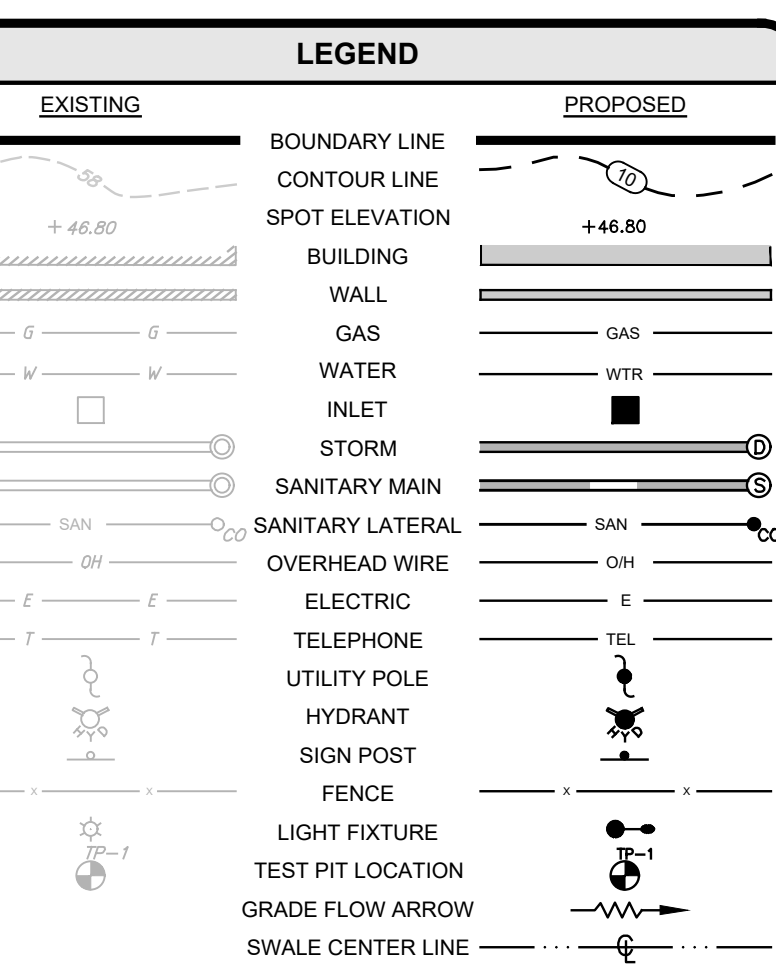 LEGEND
EXISTING PROPOSED
BOUNDARY LINE
58 CONTOUR LINE 10
+ 46.80 SPOT ELEVATION +46.80
BUILDING
WALL
G G GAS GAS
W W WATER WTR
INLET
STORM D
SANITARY MAIN S
SAN CO SANITARY LATERAL SAN CO
OH OVERHEAD WIRE O/H
E E ELECTRIC E
T T TELEPHONE TEL
UTILITY POLE
HYD HYDRANT HYD
SIGN POST
x x FENCE x x
LIGHT FIXTURE
TP-1 TEST PIT LOCATION TP-1
GRADE FLOW ARROW
SWALE CENTER LINE ℄